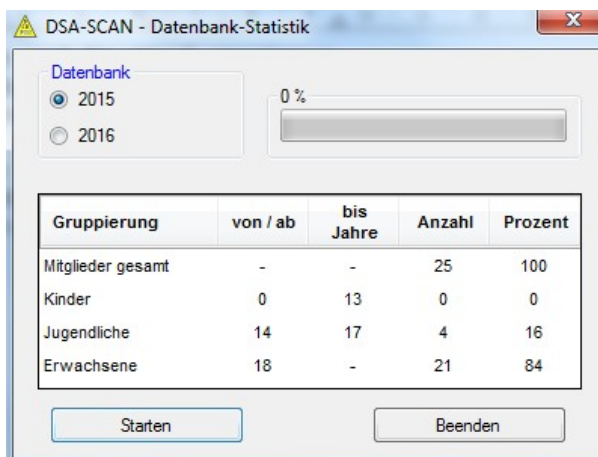 DSA-SCAN - Datenbank-Statistik
Datenbank
2015
2016
0 %
Gruppierung von / ab bis Jahre Anzahl Prozent
Mitglieder gesamt - - 25 100
Kinder 0 13 0 0
Jugendliche 14 17 4 16
Erwachsene 18 - 21 84
Starten Beenden